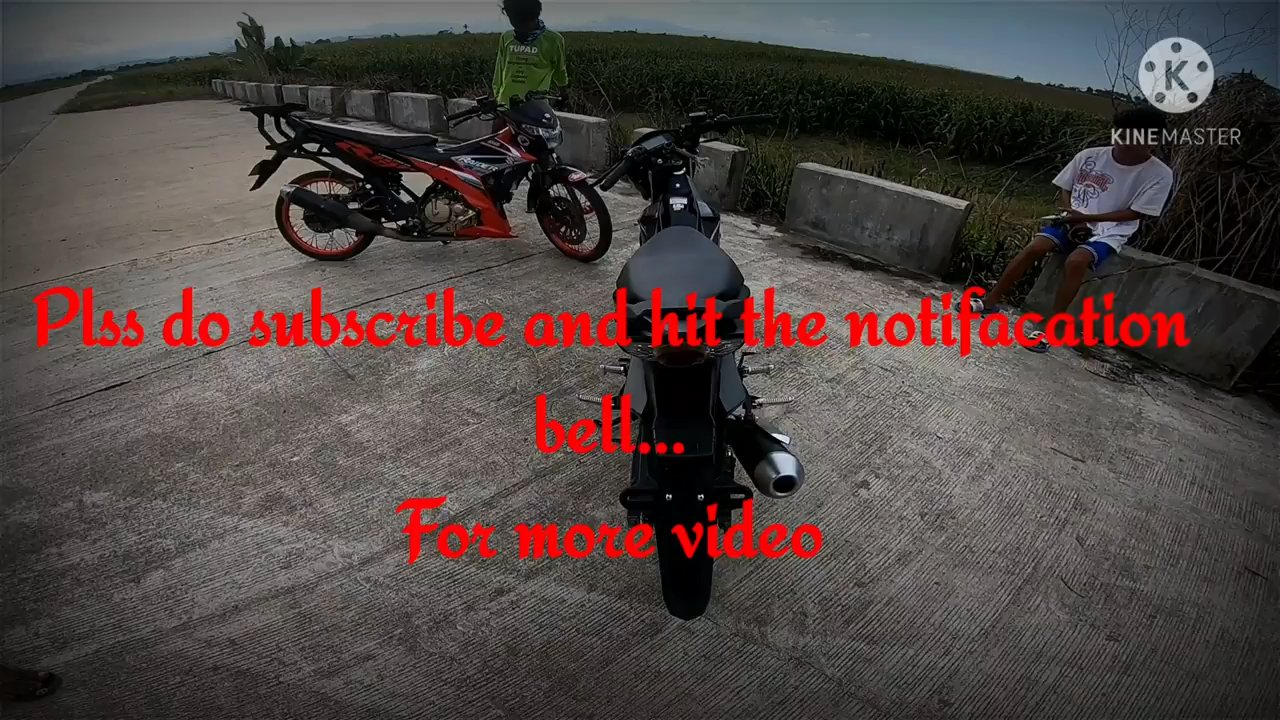 TUPAD
K
KINEMASTER
Plss do subscribe and hit the notifacation
bell...
For more video